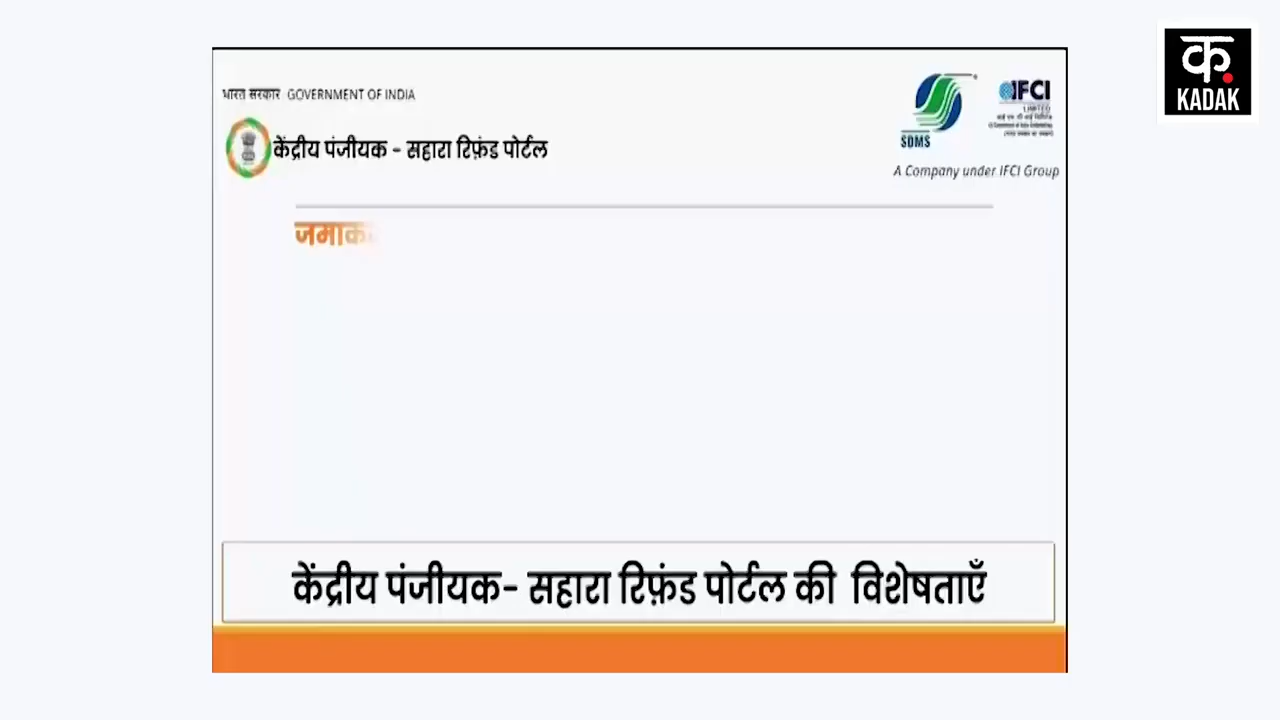 भारत सरकार GOVERNMENT OF INDIA
केंद्रीय पंजीयक - सहारा रिफ़ंड पोर्टल
SDMS
IFCI
LIMITED
A Company under IFCI Group
क
KADAK
केंद्रीय पंजीयक- सहारा रिफ़ंड पोर्टल की विशेषताएँ